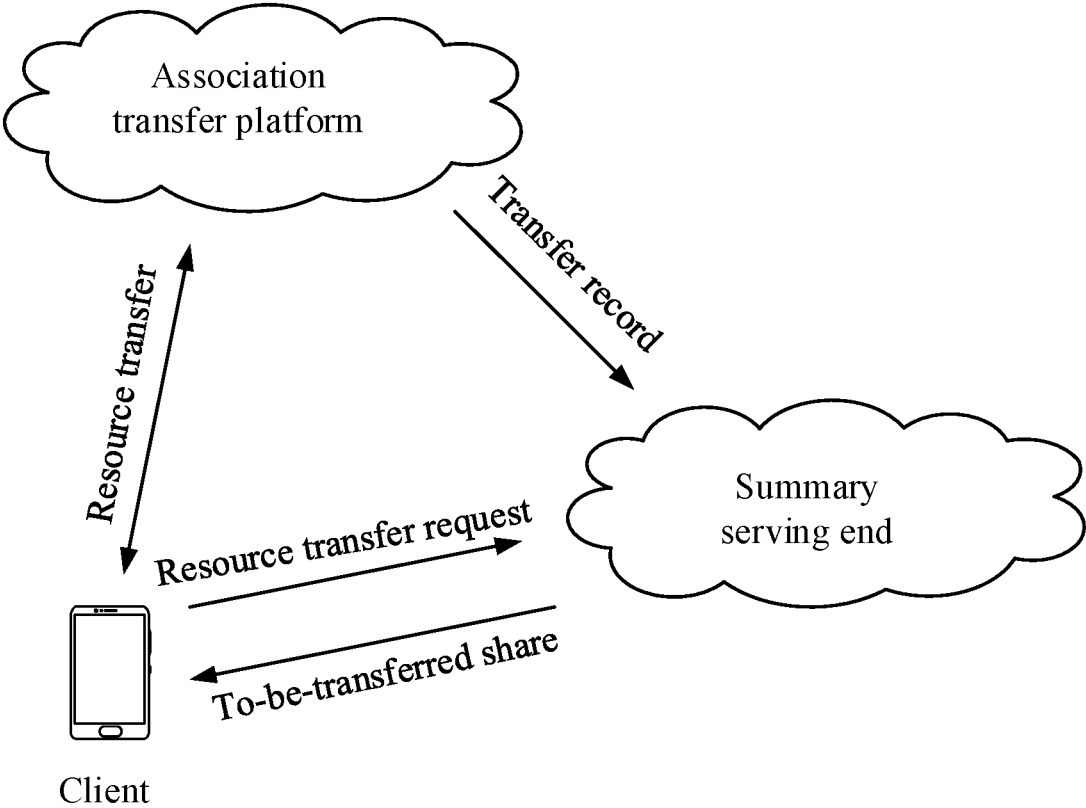 Association
transfer platform
Transfer record
Resource transfer
Summary
serving end
Resource transfer request
To-be-transferred share
Client